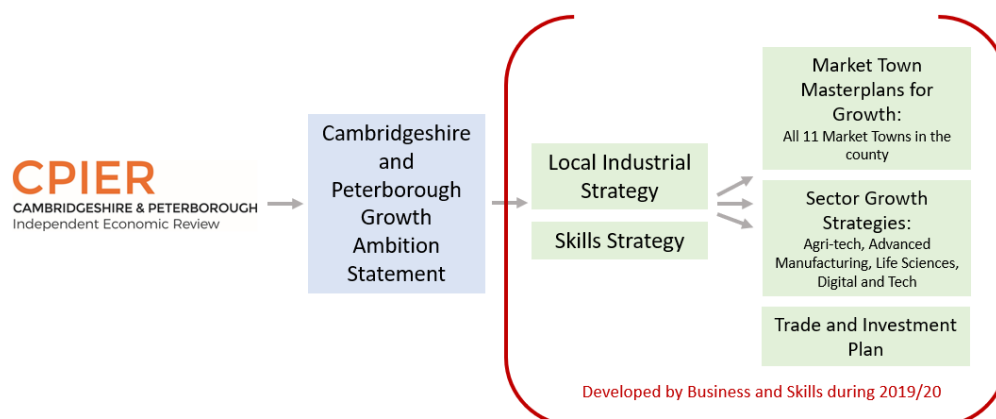 CPIER
CAMBRIDGESHIRE & PETERBOROUGH
Independent Economic Review
Cambridgeshire
and
Peterborough
Growth
Ambition
Statement
Local Industrial
Strategy
Skills Strategy
Market Town
Masterplans for
Growth:
All 11 Market Towns in the
county
Sector Growth
Strategies:
Agri-tech, Advanced
Manufacturing, Life Sciences,
Digital and Tech
Trade and Investment
Plan
Developed by Business and Skills during 2019/20